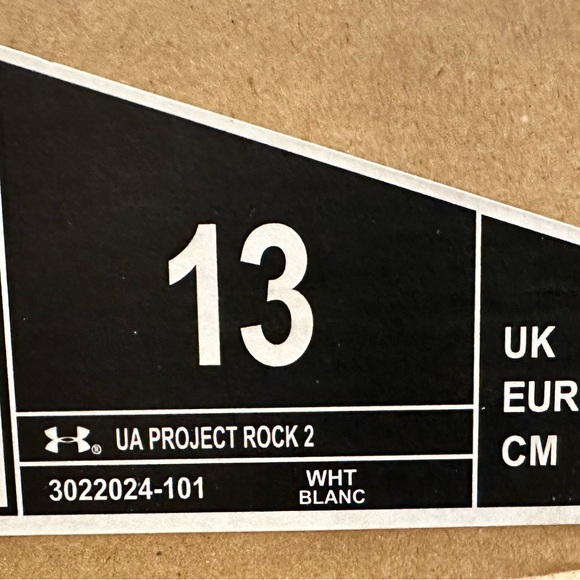 13
UK
EUR
CM
® UA PROJECT ROCK 2
3022024-101
WHT
BLANC